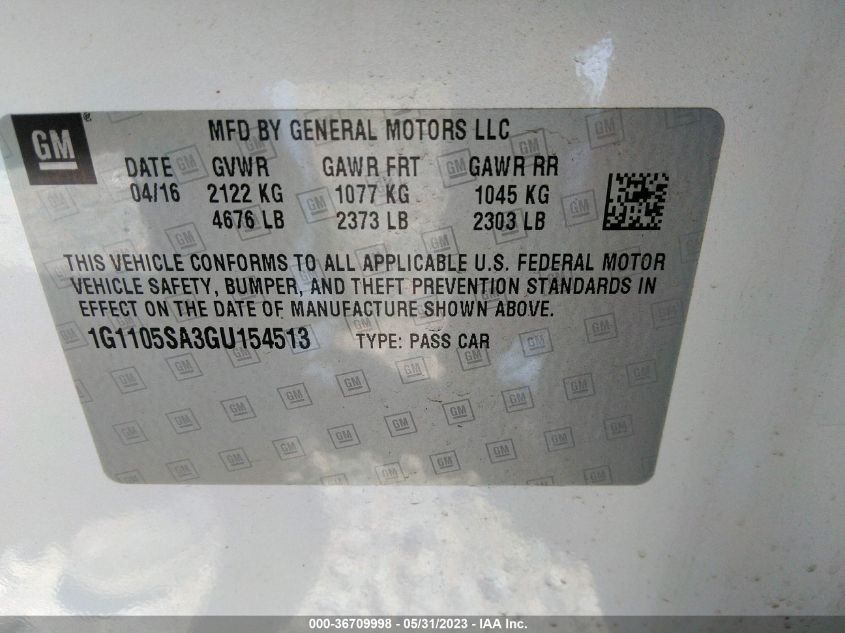 GM
MFD BY GENERAL MOTORS LLC
DATE GVWR GAWR FRT GAWR RR
04/16 2122 KG 1077 KG 1045 KG
4676 LB 2373 LB 2303 LB
THIS VEHICLE CONFORMS TO ALL APPLICABLE U.S. FEDERAL MOTOR
VEHICLE SAFETY, BUMPER, AND THEFT PREVENTION STANDARDS IN
EFFECT ON THE DATE OF MANUFACTURE SHOWN ABOVE.
1G1105SA3GU154513 TYPE: PASS CAR
000-36709998 - 05/31/2023 - IAA Inc.